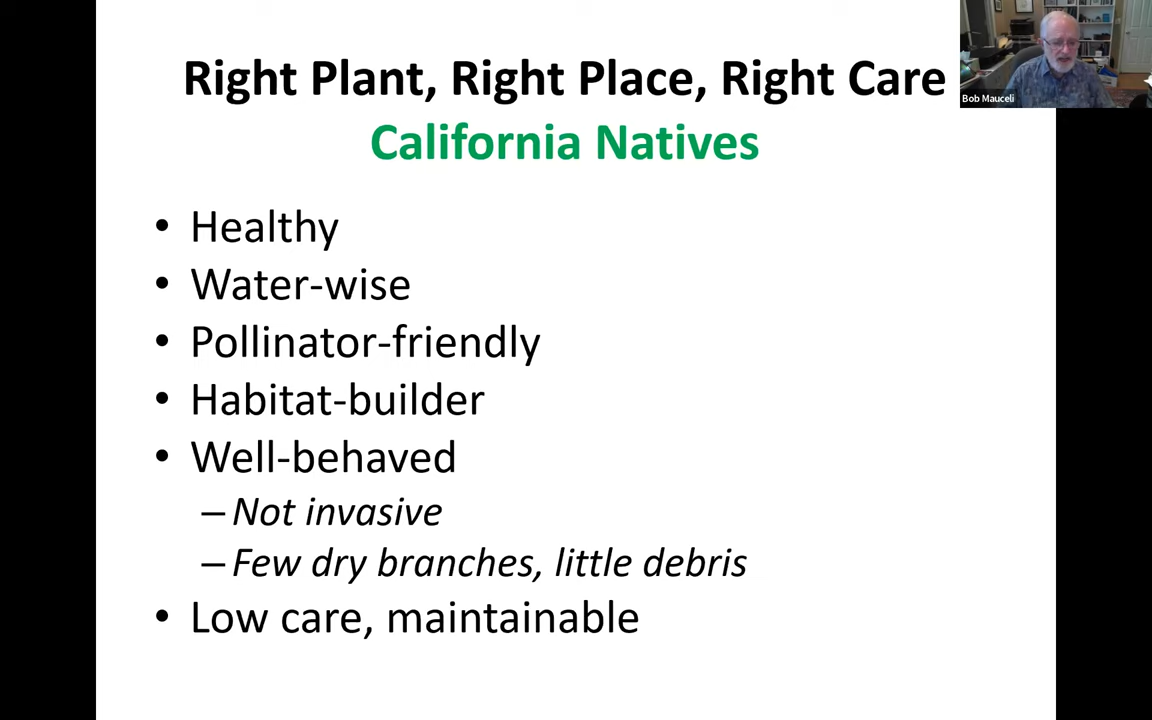 Right Plant, Right Place, Right Care
California Natives
Bob Mauceli
• Healthy
• Water-wise
• Pollinator-friendly
• Habitat-builder
• Well-behaved
– Not invasive
– Few dry branches, little debris
• Low care, maintainable